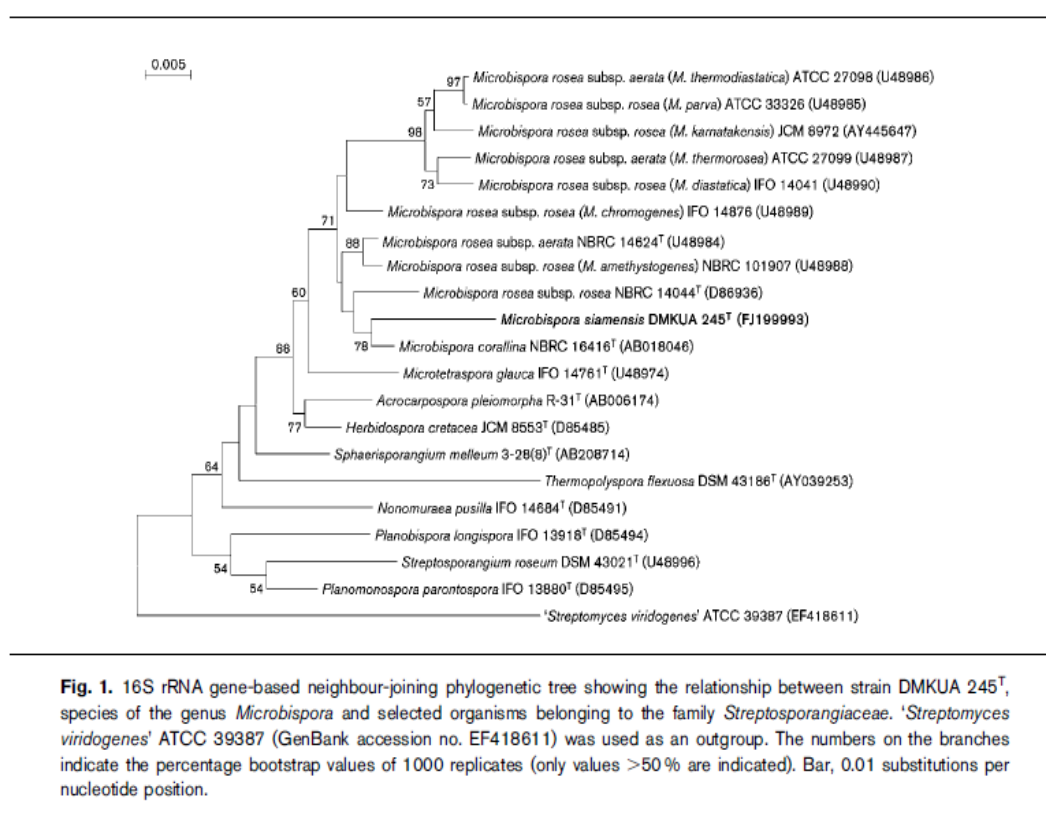 0.005
97
Microbispora rosea subsp. aerata (M. thermodiastatica) ATCC 27098 (U48986)
57
Microbispora rosea subsp. rosea (M. parva) ATCC 33326 (U48985)
98
Microbispora rosea subsp. rosea (M. karnatakensis) JCM 8972 (AY445647)
Microbispora rosea subsp. aerata (M. thermorosea) ATCC 27099 (U48987)
73
Microbispora rosea subsp. rosea (M. diastatica) IFO 14041 (U48990)
Microbispora rosea subsp. rosea (M. chromogenes) IFO 14876 (U48989)
71
88
Microbispora rosea subsp. aerata NBRC 14624T (U48984)
Microbispora rosea subsp. rosea (M. amethystogenes) NBRC 101907 (U48988)
60
Microbispora rosea subsp. rosea NBRC 14044T (D86936)
Microbispora siamensis DMKUA 245T (FJ199993)
78
Microbispora corallina NBRC 16416T (AB018046)
88
Microtetraspora glauca IFO 14761T (U48974)
Acrocarpospora pleiomorpha R-31T (AB006174)
77
Herbidospora cretacea JCM 8553T (D85485)
Sphaerisporangium melleum 3-28(8)T (AB208714)
64
Thermopolyspora flexuosa DSM 43186T (AY039253)
Nonomuraea pusilla IFO 14684T (D85491)
Planobispora longispora IFO 13918T (D85494)
54
Streptosporangium roseum DSM 43021T (U48996)
54
Planomonospora parontospora IFO 13880T (D85495)
'Streptomyces viridogenes' ATCC 39387 (EF418611)
Fig. 1. 16S rRNA gene-based neighbour-joining phylogenetic tree showing the relationship between strain DMKUA 245T,
species of the genus Microbispora and selected organisms belonging to the family Streptosporangiaceae. 'Streptomyces
viridogenes' ATCC 39387 (GenBank accession no. EF418611) was used as an outgroup. The numbers on the branches
indicate the percentage bootstrap values of 1000 replicates (only values >50 % are indicated). Bar, 0.01 substitutions per
nucleotide position.